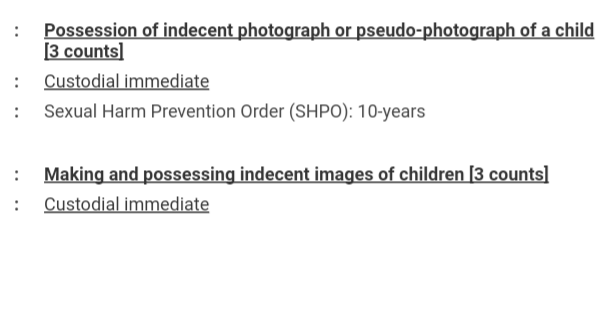 : Possession of indecent photograph or pseudo-photograph of a child
[3 counts]
: Custodial immediate
: Sexual Harm Prevention Order (SHPO): 10-years
: Making and possessing indecent images of children [3 counts]
: Custodial immediate